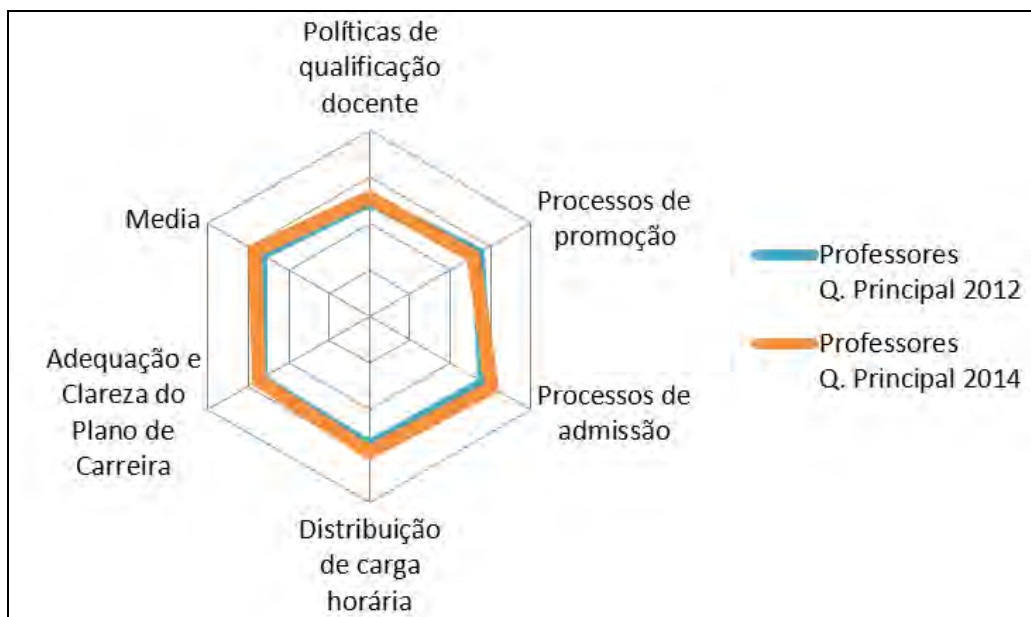 Políticas de
qualificação
docente
Processos de
promoção
Processos de
admissão
Distribuição
de carga
horária
Adequação e
Clareza do
Plano de
Carreira
Media
Professores
Q. Principal 2012
Professores
Q. Principal 2014